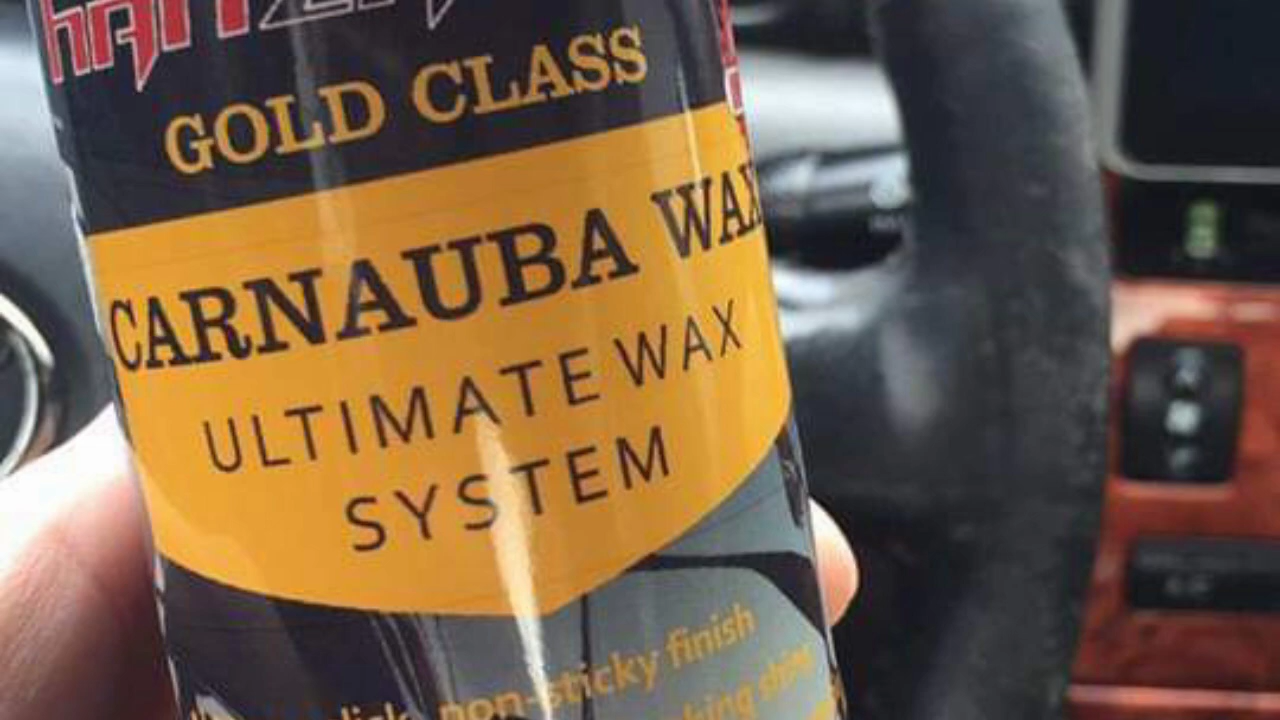 GOLD CLASS
CARNAUBA WAX
ULTIMATE WAX
SYSTEM
non-sticky finish